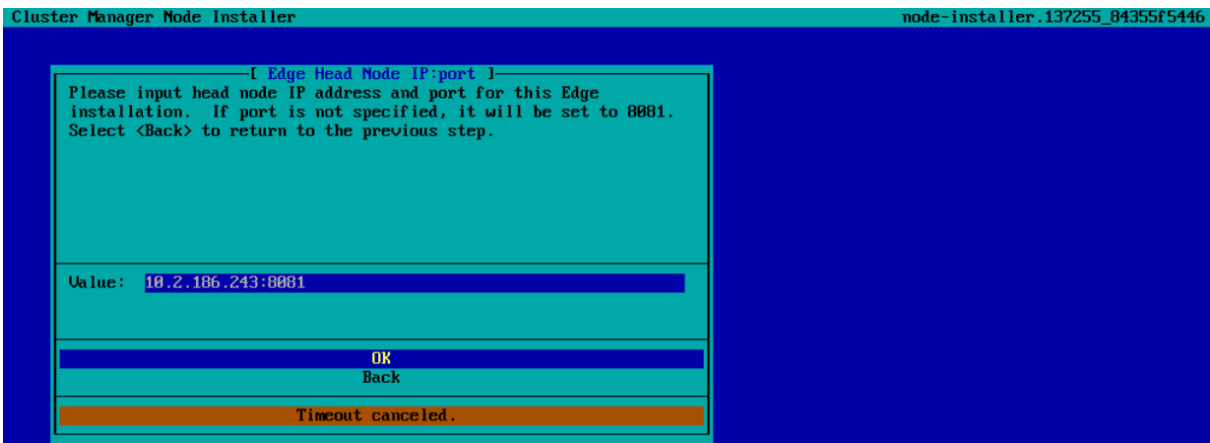 Cluster Manager Node Installer
node-installer.137255_84355f5446
[ Edge Head Node IP:port ]
Please input head node IP address and port for this Edge
installation.  If port is not specified, it will be set to 8081.
Select <Back> to return to the previous step.
Value: 10.2.186.243:8081
OK
Back
Timeout canceled.